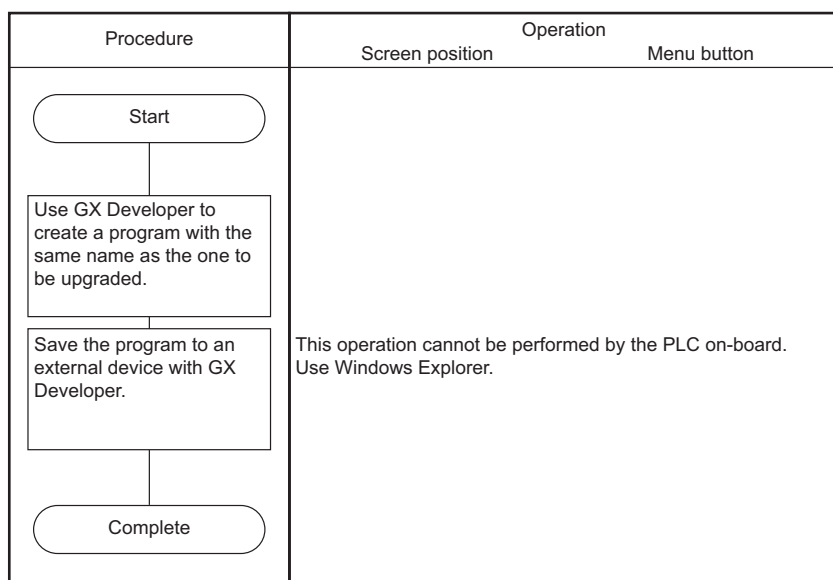 Procedure
Operation
Screen position Menu button
Start
Use GX Developer to
create a program with the
same name as the one to
be upgraded.
Save the program to an
external device with GX
Developer.
This operation cannot be performed by the PLC on-board.
Use Windows Explorer.
Complete